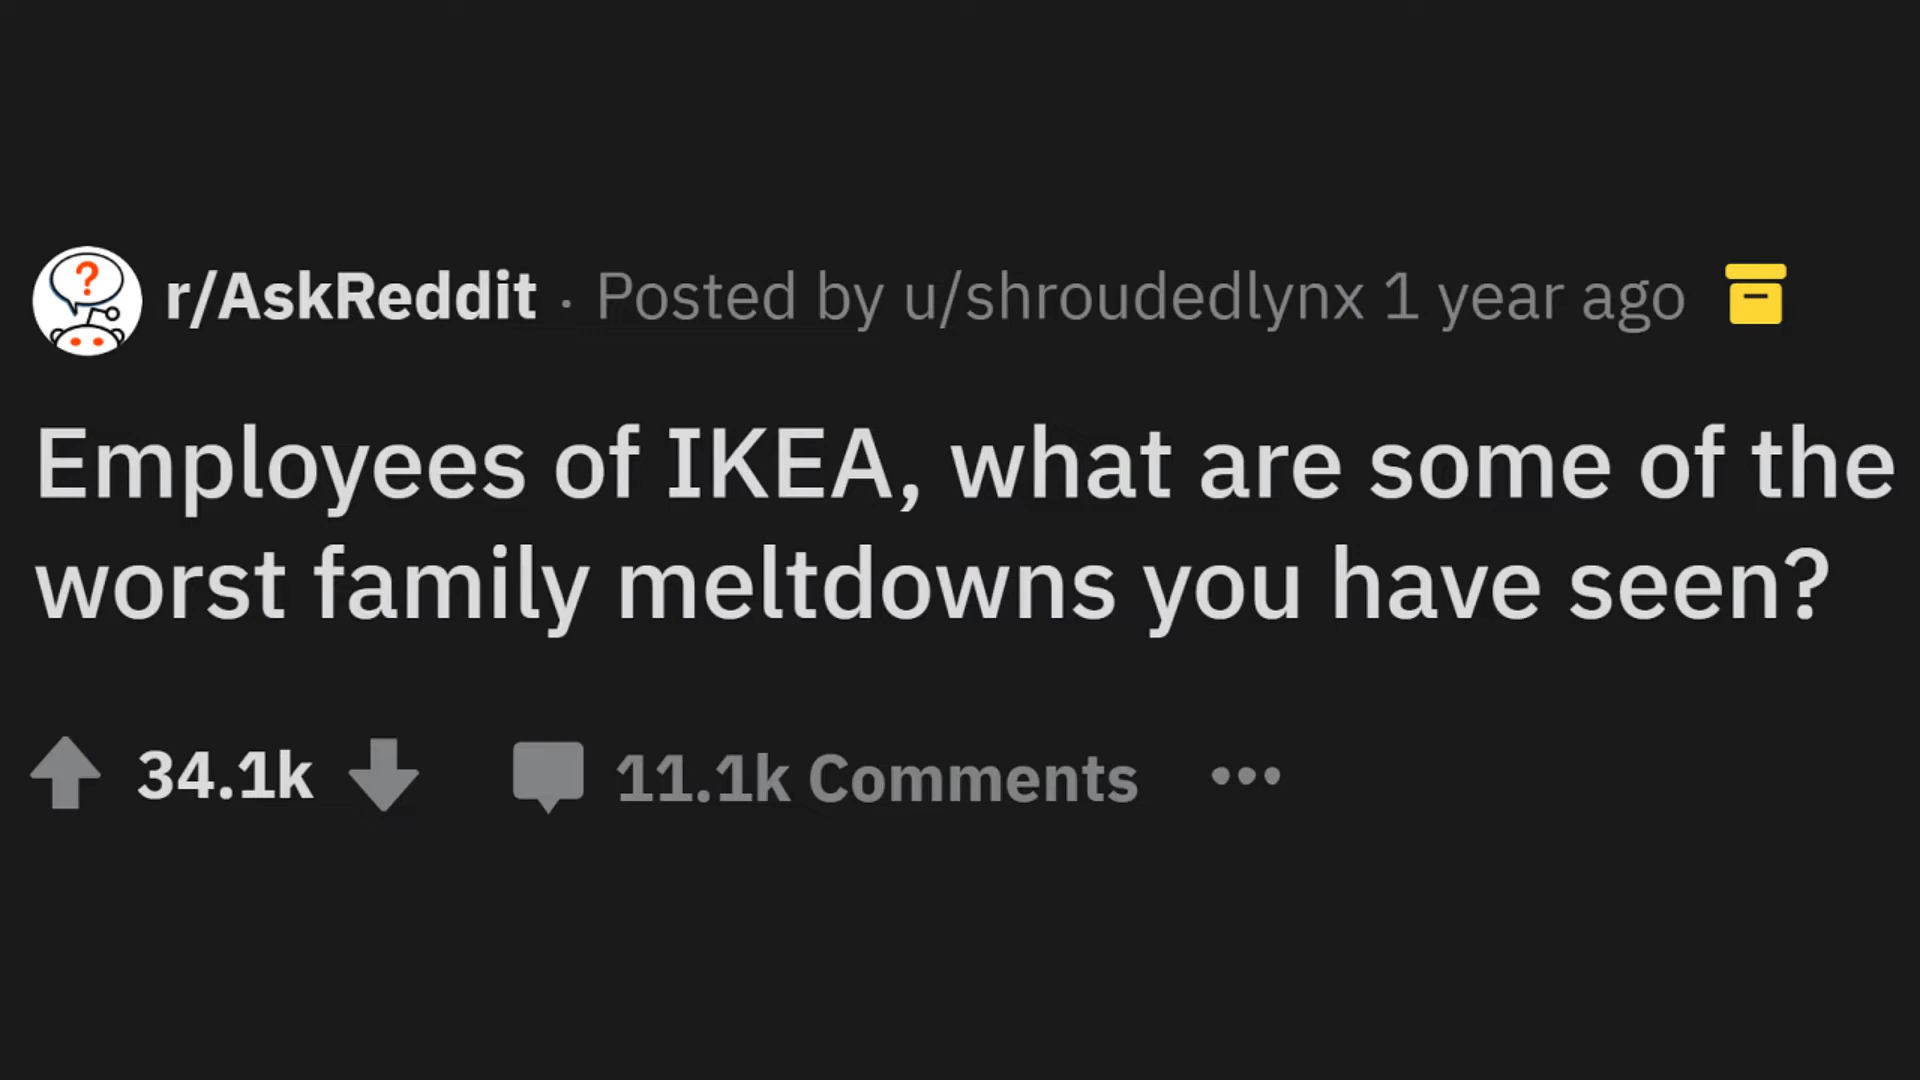 r/AskReddit · Posted by u/shroudedlynx 1 year ago
Employees of IKEA, what are some of the
worst family meltdowns you have seen?
34.1k 11.1k Comments ...